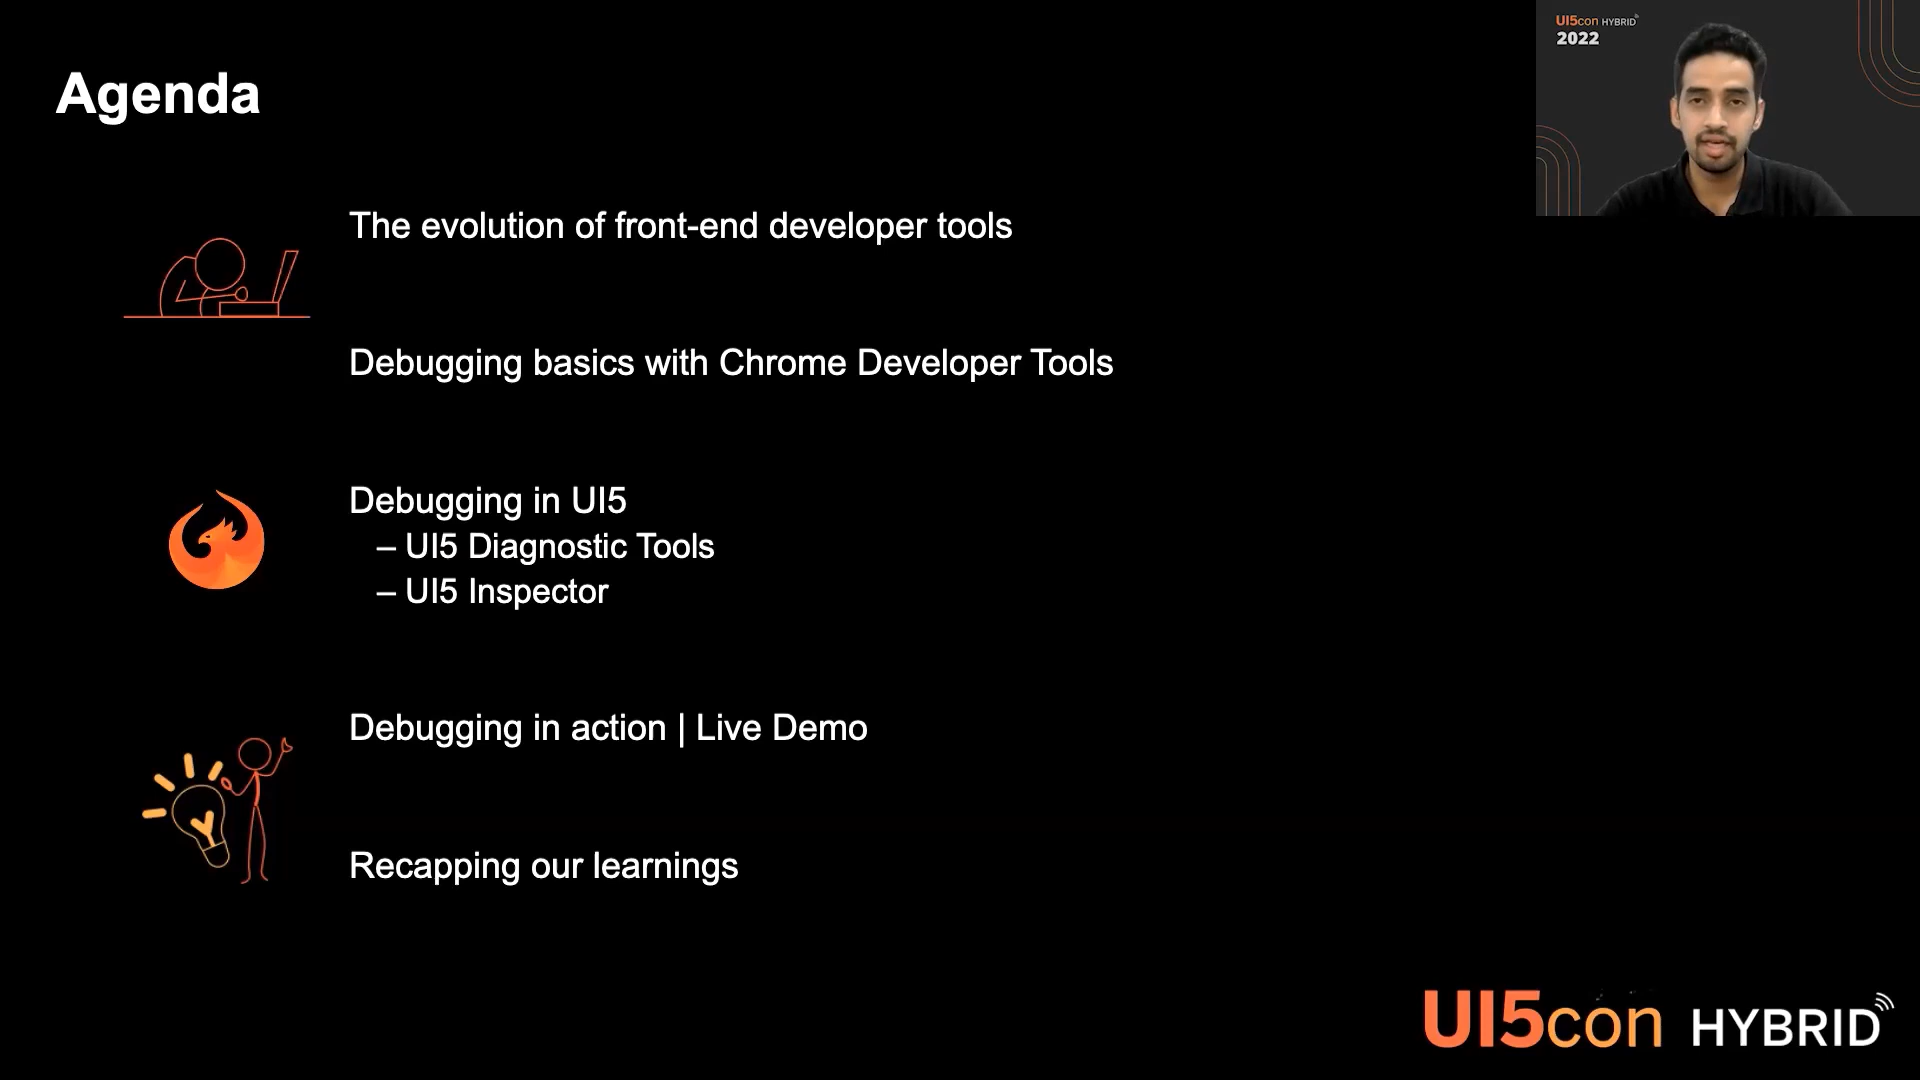 Agenda
UI5con HYBRID
2022
The evolution of front-end developer tools
Debugging basics with Chrome Developer Tools
Debugging in UI5
– UI5 Diagnostic Tools
– UI5 Inspector
Debugging in action | Live Demo
Recapping our learnings
UI5con HYBRID